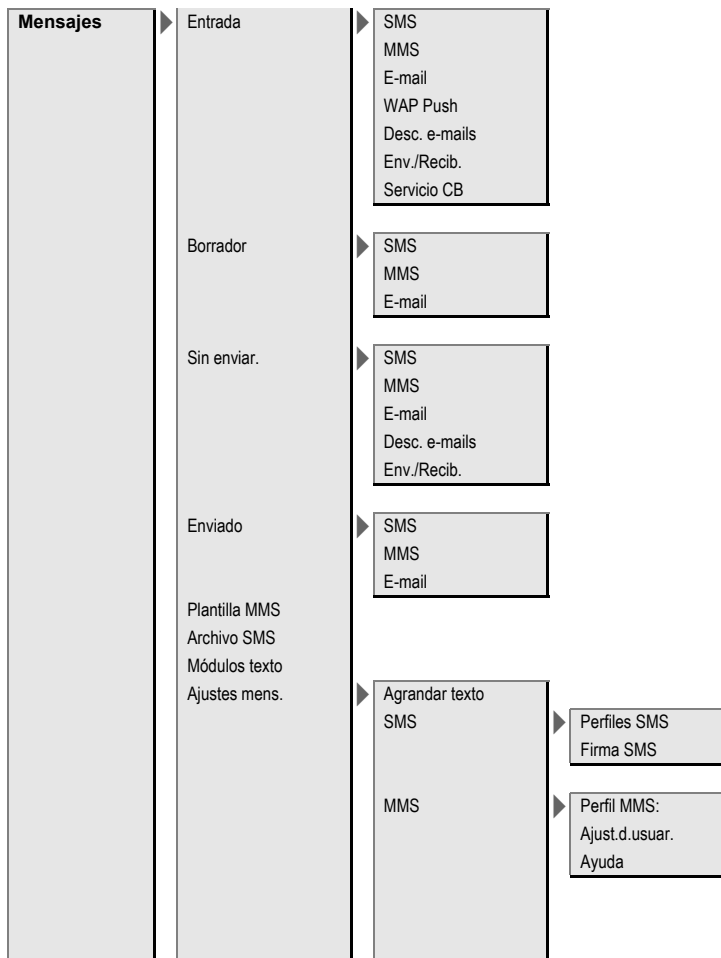 Mensajes
Entrada
SMS
MMS
E-mail
WAP Push
Desc. e-mails
Env./Recib.
Servicio CB
Borrador
SMS
MMS
E-mail
Sin enviar.
SMS
MMS
E-mail
Desc. e-mails
Env./Recib.
Enviado
SMS
MMS
E-mail
Plantilla MMS
Archivo SMS
Módulos texto
Ajustes mens.
Agrandar texto
SMS
Perfiles SMS
Firma SMS
MMS
Perfil MMS:
Ajust.d.usuar.
Ayuda